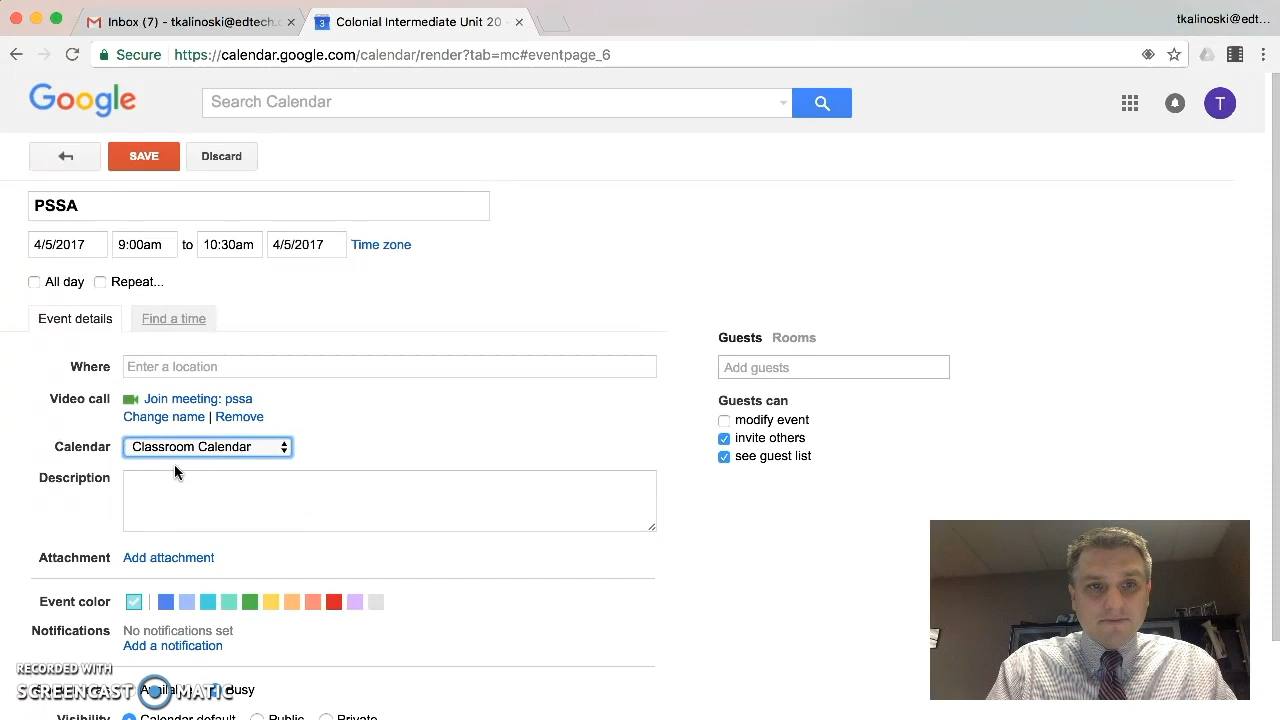 Inbox (7) - tkalinoski@edtech.c
Colonial Intermediate Unit 20 -
tkalinoski@edt...
Secure https://calendar.google.com/calendar/render?tab=mc#eventpage_6
Google
Search Calendar
T
SAVE
Discard
PSSA
4/5/2017 9:00am to 10:30am 4/5/2017 Time zone
All day Repeat...
Event details Find a time
Guests Rooms
Where Enter a location
Add guests
Video call Join meeting: pssa
Change name | Remove
Guests can
modify event
invite others
see guest list
Calendar Classroom Calendar
Description
Attachment Add attachment
Event color
Notifications No notifications set
Add a notification
RECORDED WITH
SCREENCAST MATIC
Busy
Visibility Calendar default Public Private